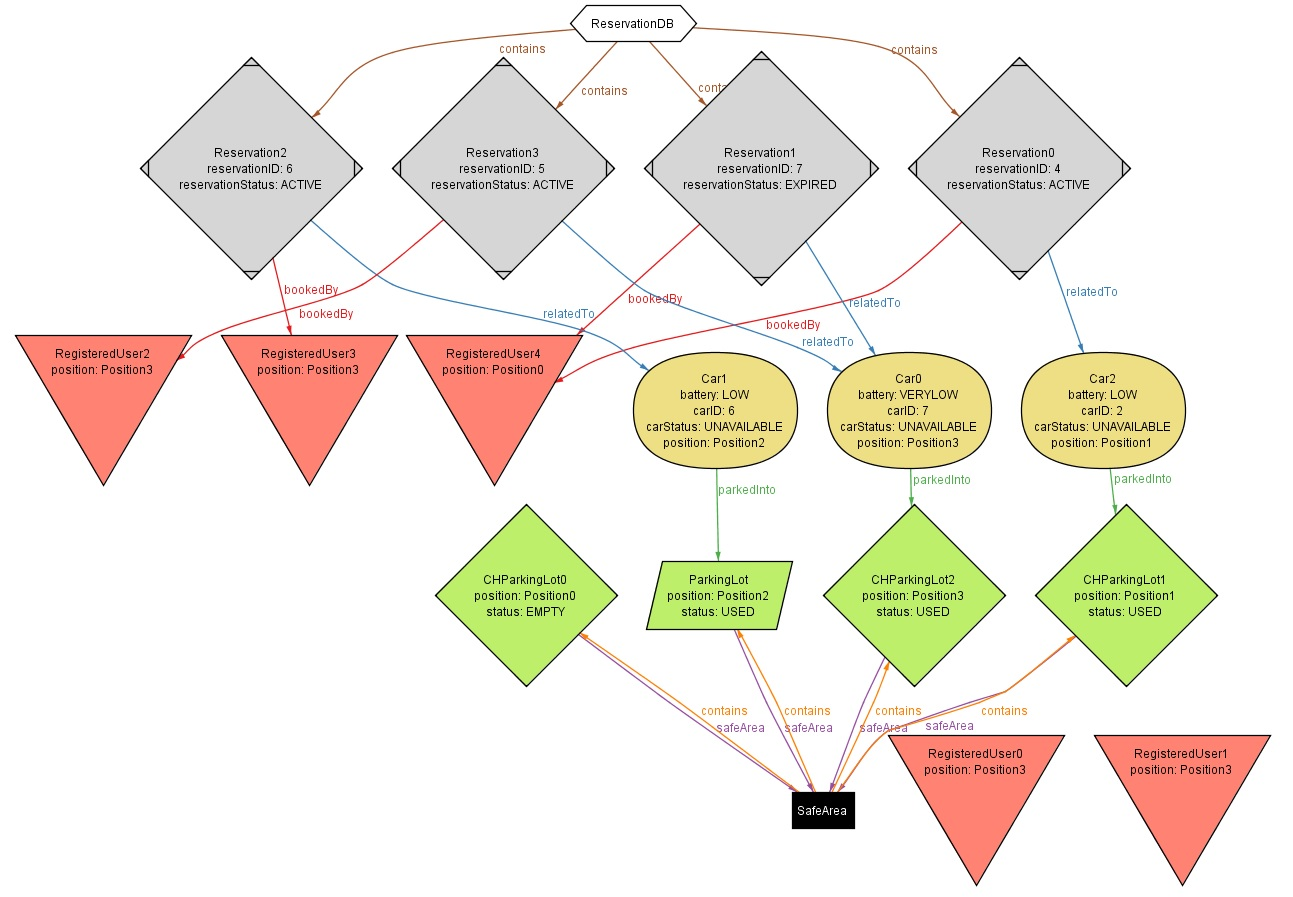 ReservationDB
contains
contains
contains
Reservation2
reservationID: 6
reservationStatus: ACTIVE
Reservation3
reservationID: 5
reservationStatus: ACTIVE
Reservation1
reservationID: 7
reservationStatus: EXPIRED
Reservation0
reservationID: 4
reservationStatus: ACTIVE
bookedBy
bookedBy
relatedTo
bookedBy
relatedTo
relatedTo
bookedBy
relatedTo
RegisteredUser2
position: Position3
RegisteredUser3
position: Position3
RegisteredUser4
position: Position0
Car1
battery: LOW
carID: 6
carStatus: UNAVAILABLE
position: Position2
Car0
battery: VERYLOW
carID: 7
carStatus: UNAVAILABLE
position: Position3
Car2
battery: LOW
carID: 2
carStatus: UNAVAILABLE
position: Position1
parkedInto
parkedInto
parkedInto
CHParkingLot0
position: Position0
status: EMPTY
ParkingLot
position: Position2
status: USED
CHParkingLot2
position: Position3
status: USED
CHParkingLot1
position: Position1
status: USED
contains
safeArea
contains
safeArea
contains
safeArea
contains
safeArea
RegisteredUser0
position: Position3
RegisteredUser1
position: Position3
SafeArea